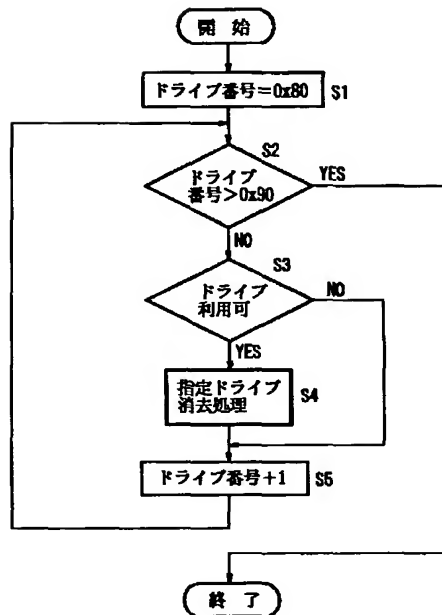 開 始
ドライブ番号=0x80 S1
S2
ドライブ
番号>0x90
YES
NO
S3
ドライブ
利用可
NO
YES
指定ドライブ
消去処理
S4
ドライブ番号+1 S5
終 了